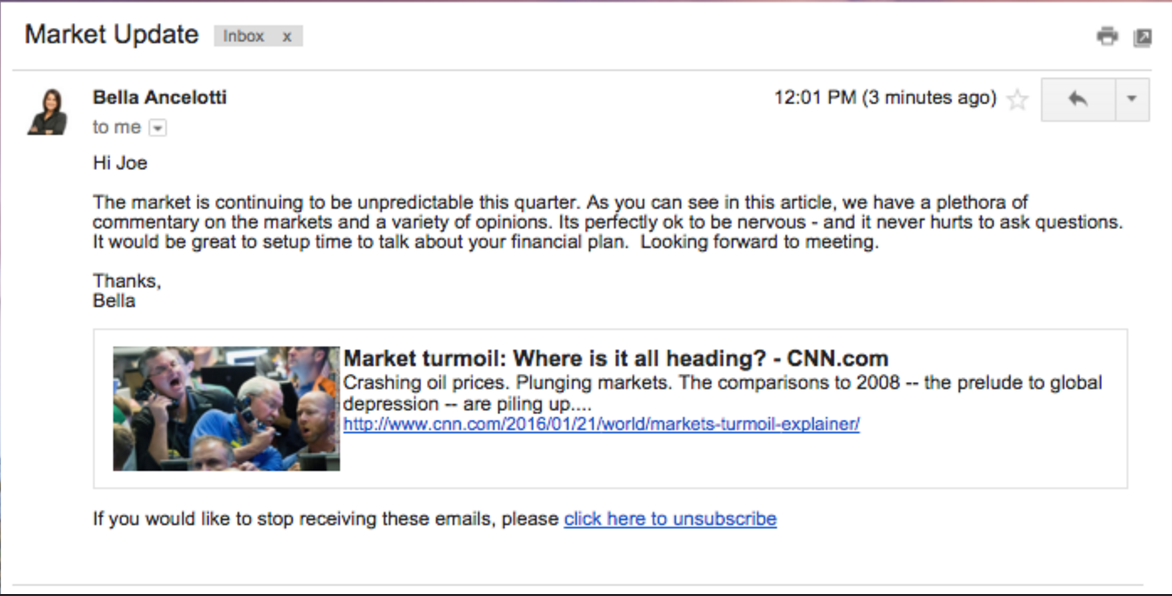 Market Update Inbox x
Bella Ancelotti 12:01 PM (3 minutes ago)
to me
Hi Joe
The market is continuing to be unpredictable this quarter. As you can see in this article, we have a plethora of
commentary on the markets and a variety of opinions. Its perfectly ok to be nervous - and it never hurts to ask questions.
It would be great to setup time to talk about your financial plan.  Looking forward to meeting.
Thanks,
Bella
Market turmoil: Where is it all heading? - CNN.com
Crashing oil prices. Plunging markets. The comparisons to 2008 -- the prelude to global
depression -- are piling up....
http://www.cnn.com/2016/01/21/world/markets-turmoil-explainer/
If you would like to stop receiving these emails, please click here to unsubscribe